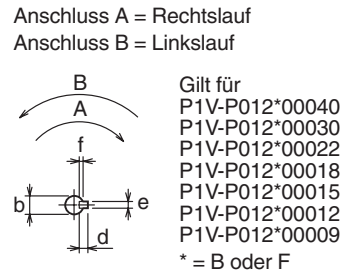 Anschluss A = Rechtslauf
Anschluss B = Linkslauf
B
A
f
b
e
d
Gilt für
P1V-P012*00040
P1V-P012*00030
P1V-P012*00022
P1V-P012*00018
P1V-P012*00015
P1V-P012*00012
P1V-P012*00009
* = B oder F